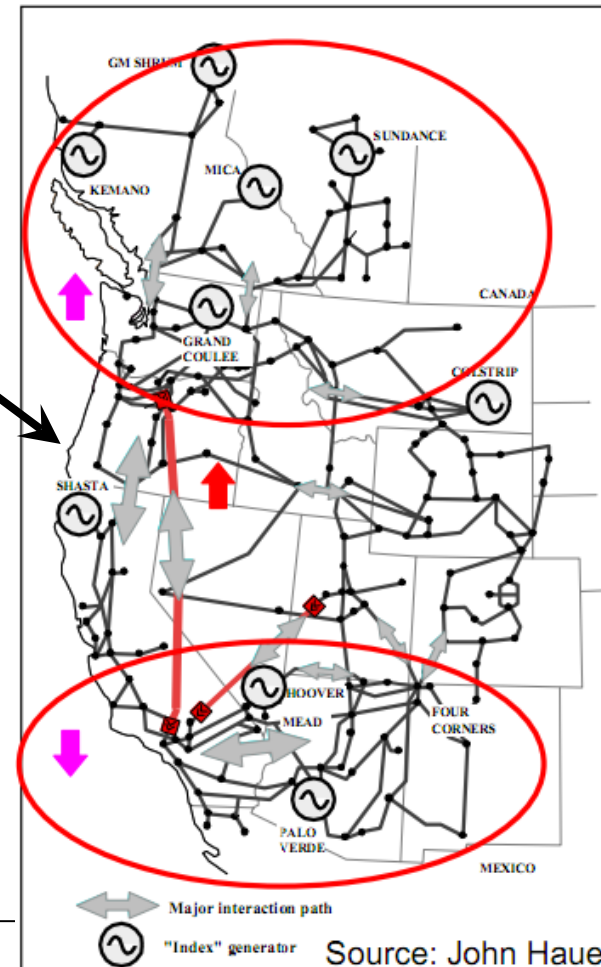 GM SHRUM
SUNDANCE
MICA
KEMANO
CANADA
GRAND
COULEE
COLSTRIP
SHASTA
HOOVER
MEAD
FOUR
CORNERS
PALO
VERDE
MEXICO
Major interaction path
"Index" generator
Source: John Haue